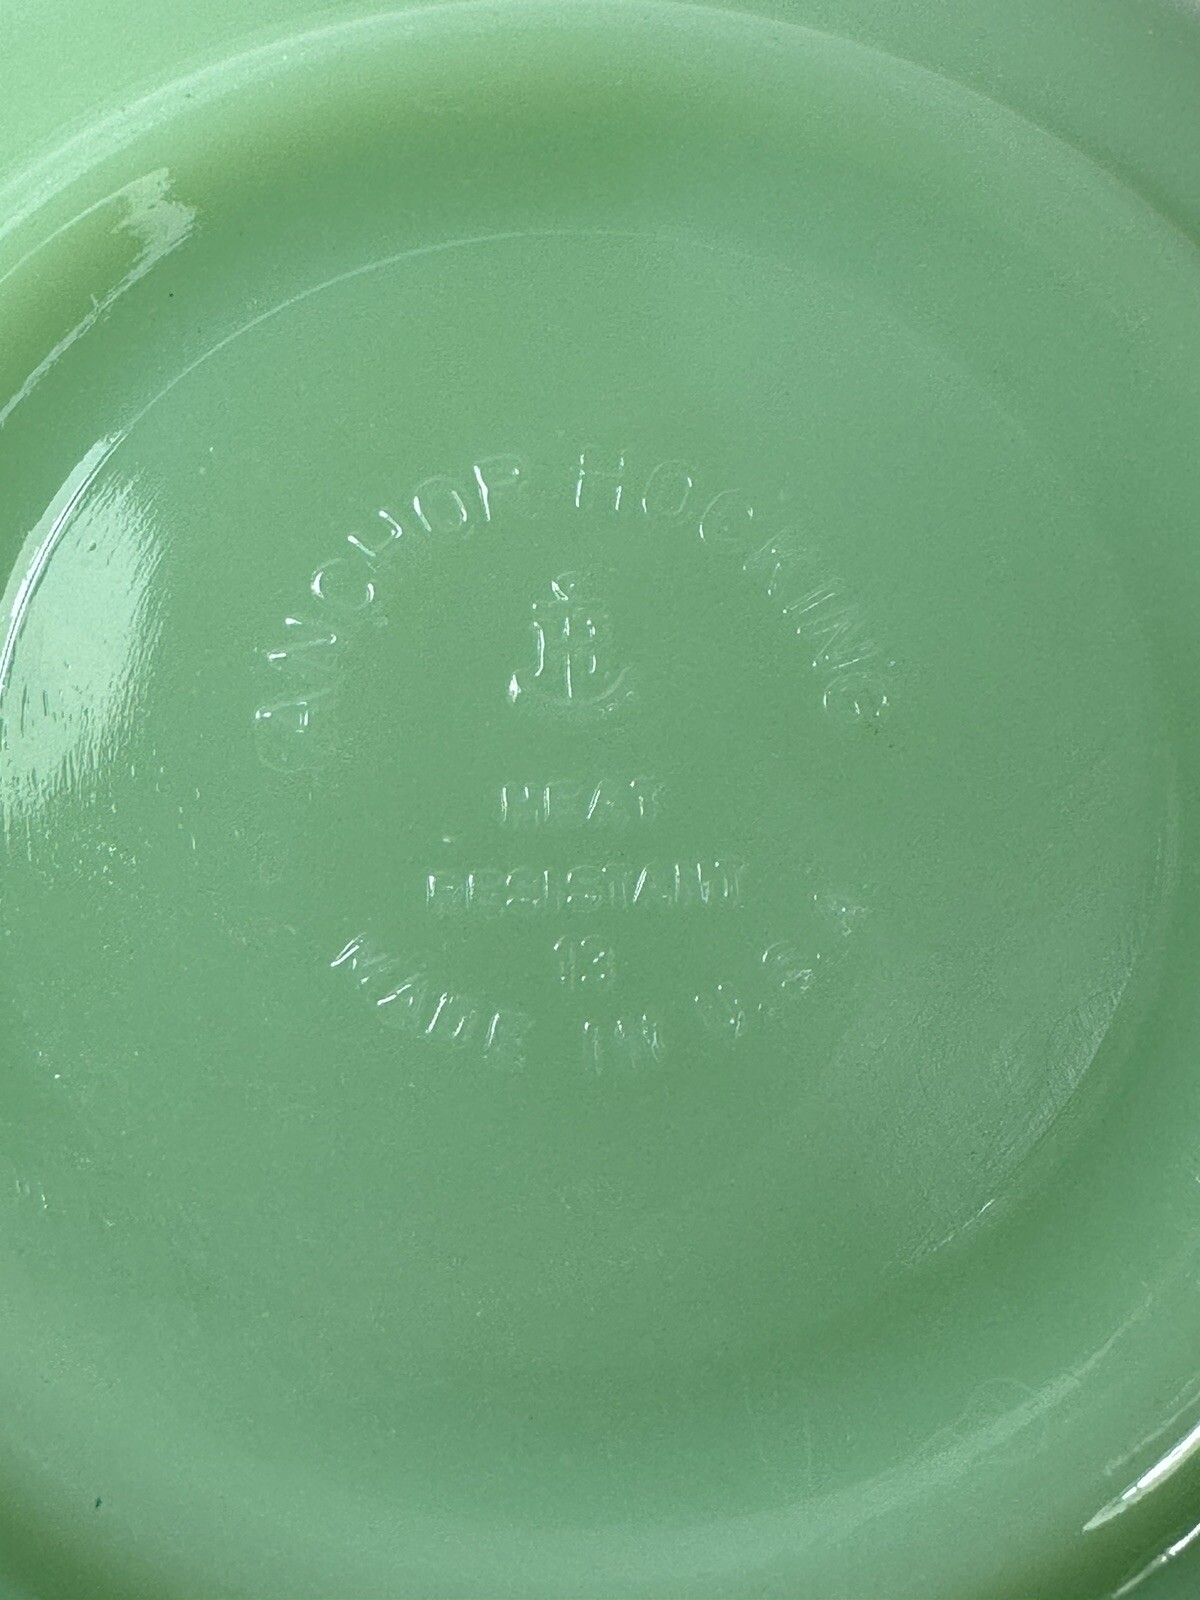 ANCHOR HOCKING
HEAT
RESISTANT
13
MADE IN U.S.A.